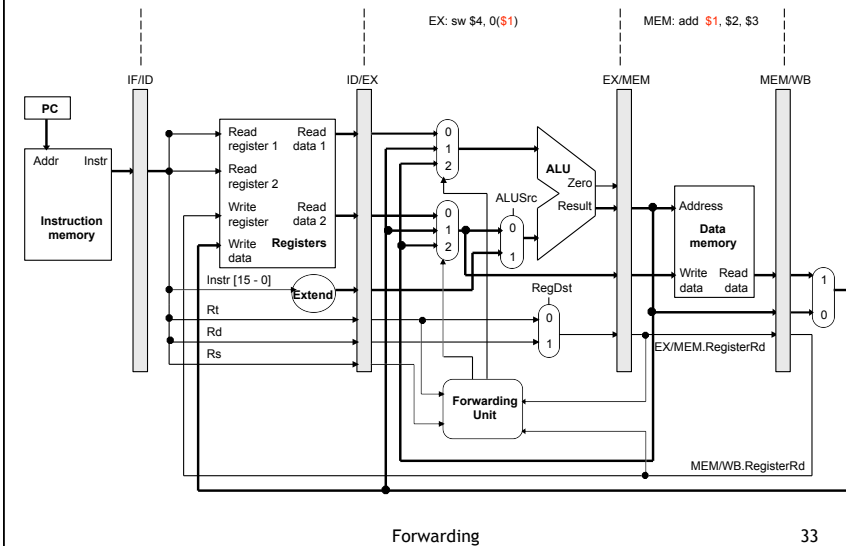 EX: sw $4, 0($1)
MEM: add $1, $2, $3
IF/ID
ID/EX
EX/MEM
MEM/WB
PC
Addr Instr
Instruction
memory
Read
register 1
Read
data 1
Read
register 2
Write
register
Read
data 2
Write
data
Registers
Instr [15 - 0]
Extend
Rt
Rd
Rs
0
1
2
0
1
2
ALUSrc
0
1
ALU
Zero
Result
RegDst
0
1
Forwarding
Unit
Address
Data
memory
Write
data
Read
data
1
0
EX/MEM.RegisterRd
MEM/WB.RegisterRd
Forwarding
33